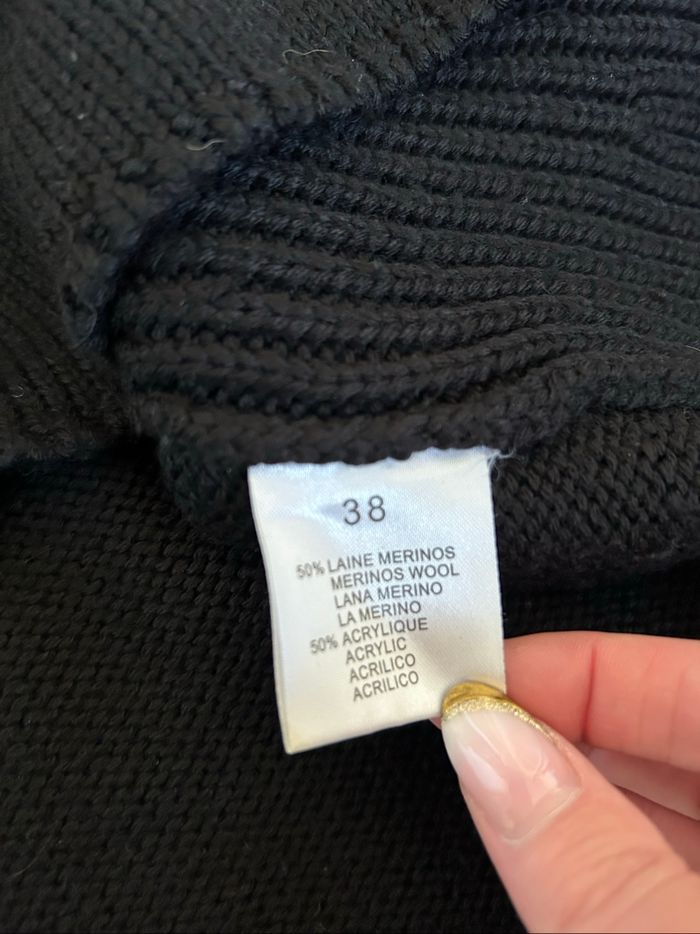 38
50% LAINE MERINOS
MERINOS WOOL
LANA MERINO
LA MERINO
50% ACRYLIQUE
ACRYLIC
ACRILICO
ACRILICO